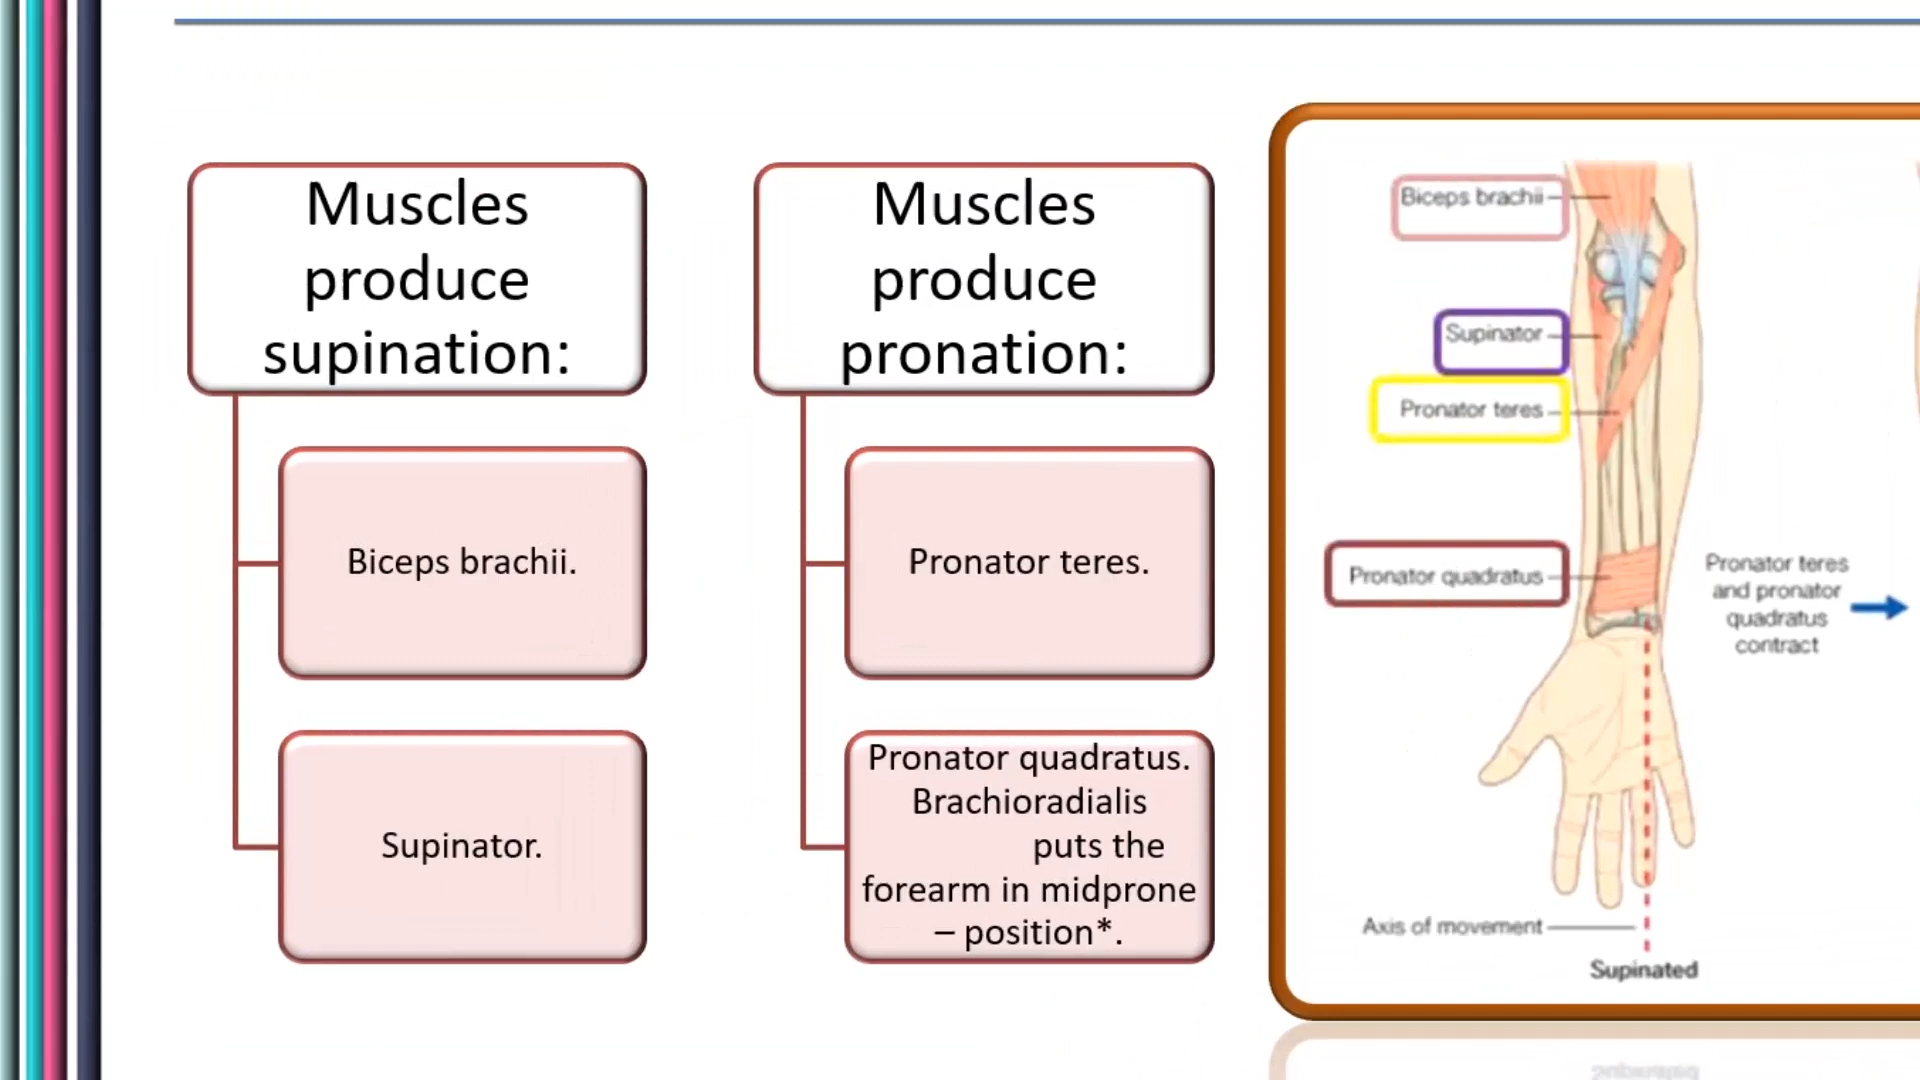 Muscles
produce
supination:
Biceps brachii.
Supinator.
Muscles
produce
pronation:
Pronator teres.
Pronator quadratus.
Brachioradialis
puts the
forearm in midprone
– position*.
Biceps brachii
Supinator
Pronator teres
Pronator quadratus
Pronator teres
and pronator
quadratus
contract
Axis of movement
Supinated